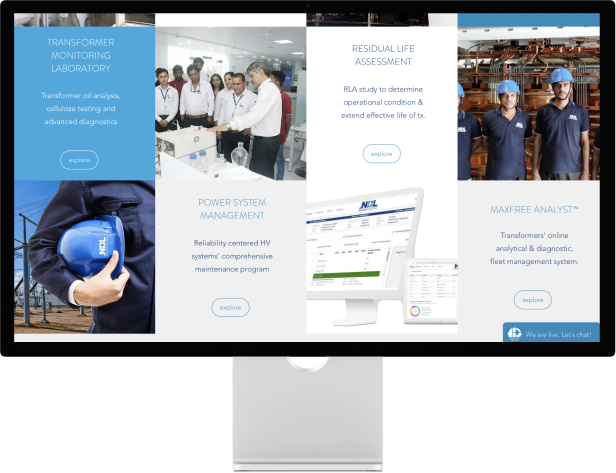 TRANSFORMER
MONITORING
LABORATORY
Transformer oil analysis,
cellulose testing and
advanced diagnostics
explore
RESIDUAL LIFE
ASSESSMENT
RLA study to determine
operational condition &
extend effective life of tx.
explore
POWER SYSTEM
MANAGEMENT
Reliability centered HV
systems' comprehensive
maintenance program
explore
MAXFREE ANALYST™
Transformers' online
analytical & diagnostic,
fleet management system.
explore
We are live. Let's chat!